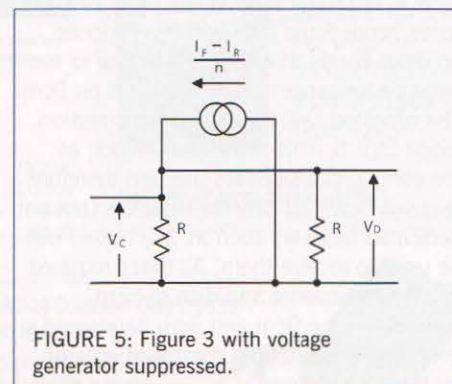 I_F − I_R
n
R
R
V_C
V_D
FIGURE 5: Figure 3 with voltage
generator suppressed.